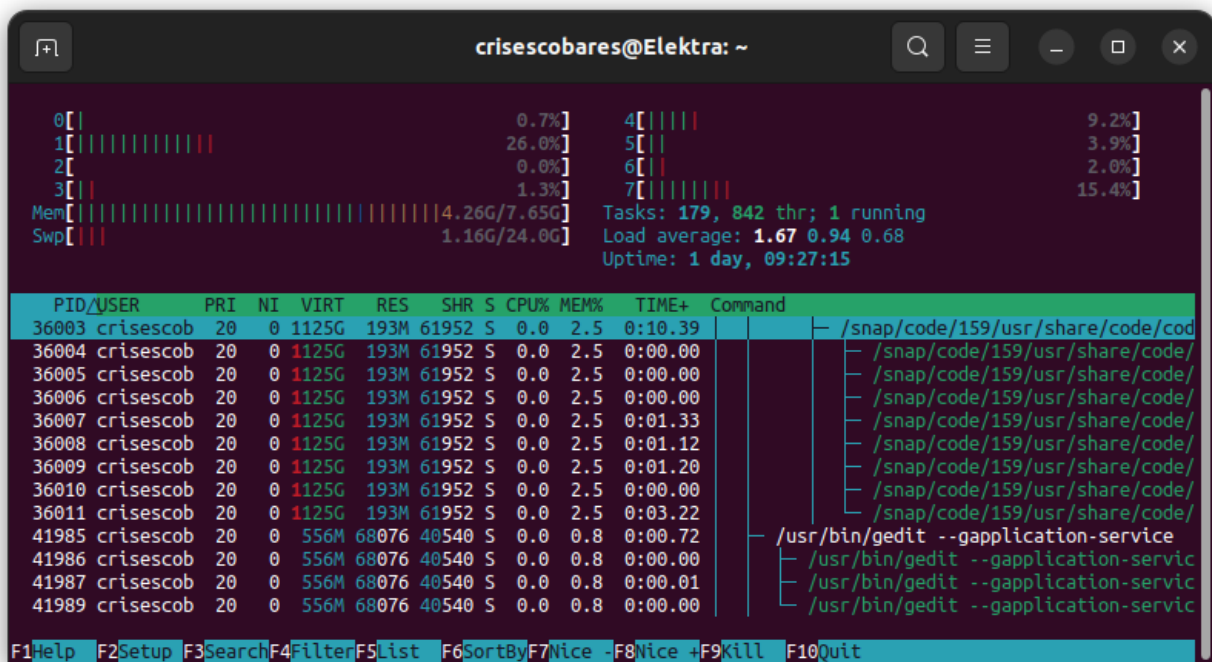 crisescobares@Elektra: ~
0[| 0.7%] 4[||||| 9.2%]
1[||||||||||||| 26.0%] 5[|| 3.9%]
2[ 0.0%] 6[|| 2.0%]
3[|| 1.3%] 7[|||||||| 15.4%]
Mem[||||||||||||||||||||||||||||||||||4.26G/7.65G] Tasks: 179, 842 thr; 1 running
Swp[||| 1.16G/24.0G] Load average: 1.67 0.94 0.68
Uptime: 1 day, 09:27:15
PID△USER PRI NI VIRT RES SHR S CPU% MEM% TIME+ Command
36003 crisescob 20 0 1125G 193M 61952 S 0.0 2.5 0:10.39 │ │ ├─ /snap/code/159/usr/share/code/cod
36004 crisescob 20 0 1125G 193M 61952 S 0.0 2.5 0:00.00 │ │ │ ├─ /snap/code/159/usr/share/code/
36005 crisescob 20 0 1125G 193M 61952 S 0.0 2.5 0:00.00 │ │ │ ├─ /snap/code/159/usr/share/code/
36006 crisescob 20 0 1125G 193M 61952 S 0.0 2.5 0:00.00 │ │ │ ├─ /snap/code/159/usr/share/code/
36007 crisescob 20 0 1125G 193M 61952 S 0.0 2.5 0:01.33 │ │ │ ├─ /snap/code/159/usr/share/code/
36008 crisescob 20 0 1125G 193M 61952 S 0.0 2.5 0:01.12 │ │ │ ├─ /snap/code/159/usr/share/code/
36009 crisescob 20 0 1125G 193M 61952 S 0.0 2.5 0:01.20 │ │ │ ├─ /snap/code/159/usr/share/code/
36010 crisescob 20 0 1125G 193M 61952 S 0.0 2.5 0:00.00 │ │ │ ├─ /snap/code/159/usr/share/code/
36011 crisescob 20 0 1125G 193M 61952 S 0.0 2.5 0:03.22 │ │ │ └─ /snap/code/159/usr/share/code/
41985 crisescob 20 0 556M 68076 40540 S 0.0 0.8 0:00.72 │ ├─ /usr/bin/gedit --gapplication-service
41986 crisescob 20 0 556M 68076 40540 S 0.0 0.8 0:00.00 │ │ ├─ /usr/bin/gedit --gapplication-servic
41987 crisescob 20 0 556M 68076 40540 S 0.0 0.8 0:00.01 │ │ ├─ /usr/bin/gedit --gapplication-servic
41989 crisescob 20 0 556M 68076 40540 S 0.0 0.8 0:00.00 │ │ └─ /usr/bin/gedit --gapplication-servic
F1Help F2Setup F3SearchF4FilterF5List F6SortByF7Nice -F8Nice +F9Kill F10Quit